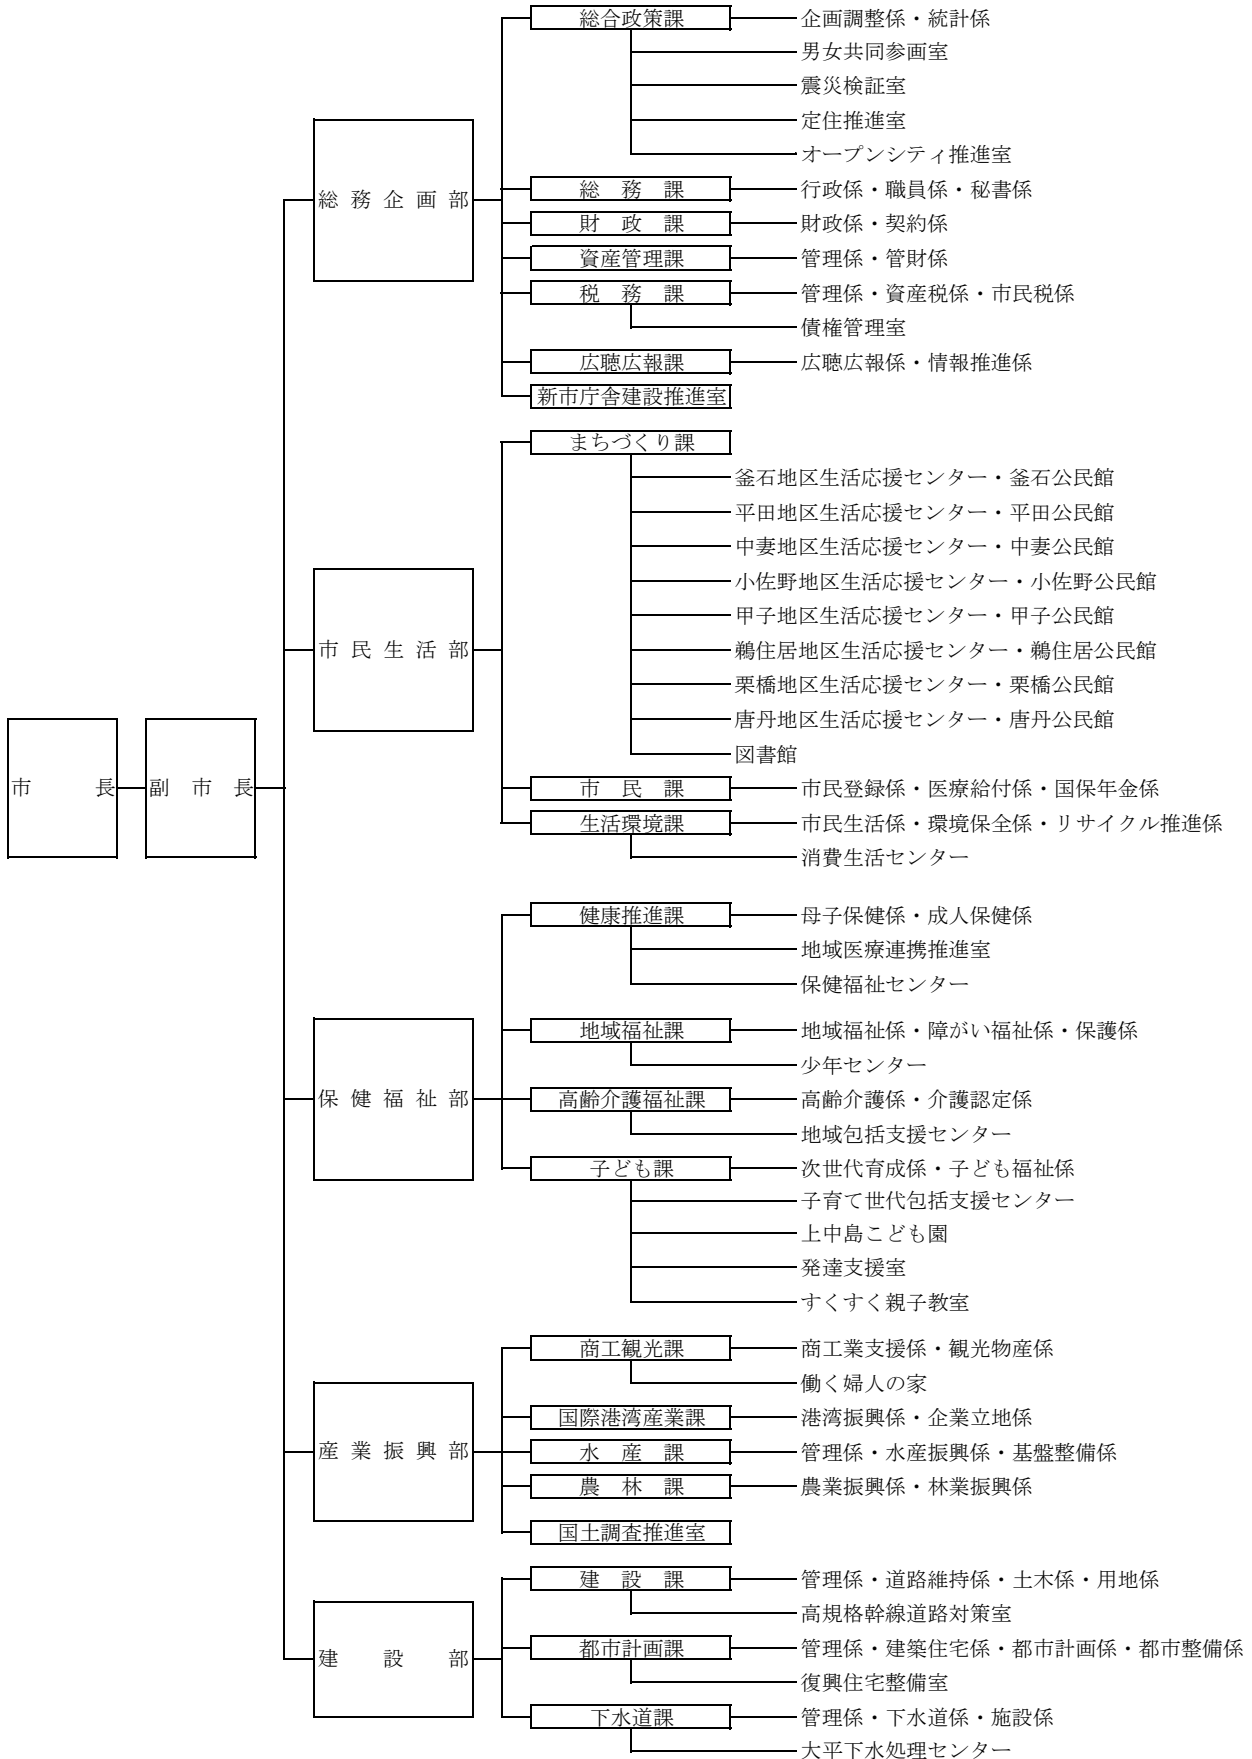 総合政策課 企画調整係・統計係
男女共同参画室
震災検証室
定住推進室
オープンシティ推進室
総務企画部 総務課 行政係・職員係・秘書係
財政課 財政係・契約係
資産管理課 管理係・管財係
税務課 管理係・資産税係・市民税係
債権管理室
広聴広報課 広聴広報係・情報推進係
新市庁舎建設推進室
まちづくり課
釜石地区生活応援センター・釜石公民館
平田地区生活応援センター・平田公民館
中妻地区生活応援センター・中妻公民館
小佐野地区生活応援センター・小佐野公民館
甲子地区生活応援センター・甲子公民館
市民生活部 鵜住居地区生活応援センター・鵜住居公民館
栗橋地区生活応援センター・栗橋公民館
唐丹地区生活応援センター・唐丹公民館
図書館
市長 副市長 市民課 市民登録係・医療給付係・国保年金係
生活環境課 市民生活係・環境保全係・リサイクル推進係
消費生活センター
健康推進課 母子保健係・成人保健係
地域医療連携推進室
保健福祉センター
地域福祉課 地域福祉係・障がい福祉係・保護係
少年センター
保健福祉部 高齢介護福祉課 高齢介護係・介護認定係
地域包括支援センター
子ども課 次世代育成係・子ども福祉係
子育て世代包括支援センター
上中島こども園
発達支援室
すくすく親子教室
商工観光課 商工業支援係・観光物産係
働く婦人の家
国際港湾産業課 港湾振興係・企業立地係
産業振興部 水産課 管理係・水産振興係・基盤整備係
農林課 農業振興係・林業振興係
国土調査推進室
建設課 管理係・道路維持係・土木係・用地係
高規格幹線道路対策室
建設部 都市計画課 管理係・建築住宅係・都市計画係・都市整備係
復興住宅整備室
下水道課 管理係・下水道係・施設係
大平下水処理センター